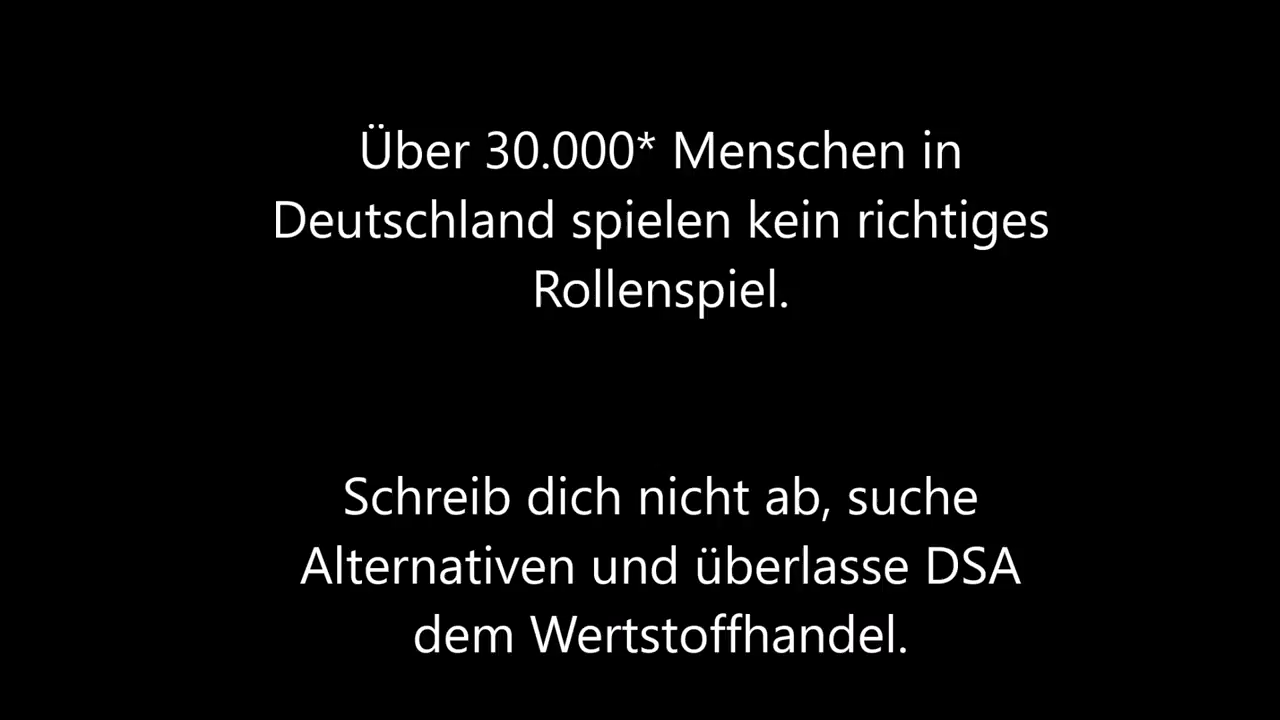 Über 30.000* Menschen in
Deutschland spielen kein richtiges
Rollenspiel.
Schreib dich nicht ab, suche
Alternativen und überlasse DSA
dem Wertstoffhandel.